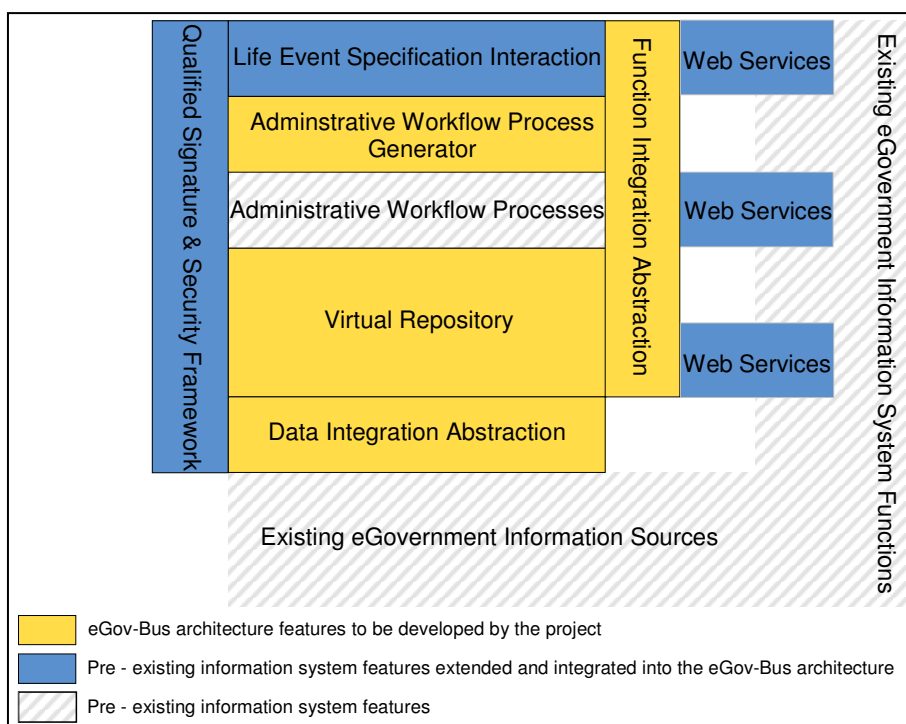 Qualified Signature & Security Framework
Life Event Specification Interaction
Adminstrative Workflow Process
Generator
Administrative Workflow Processes
Virtual Repository
Data Integration Abstraction
Function Integration Abstraction
Web Services
Web Services
Web Services
Existing eGovernment Information System Functions
Existing eGovernment Information Sources
eGov-Bus architecture features to be developed by the project
Pre - existing information system features extended and integrated into the eGov-Bus architecture
Pre - existing information system features